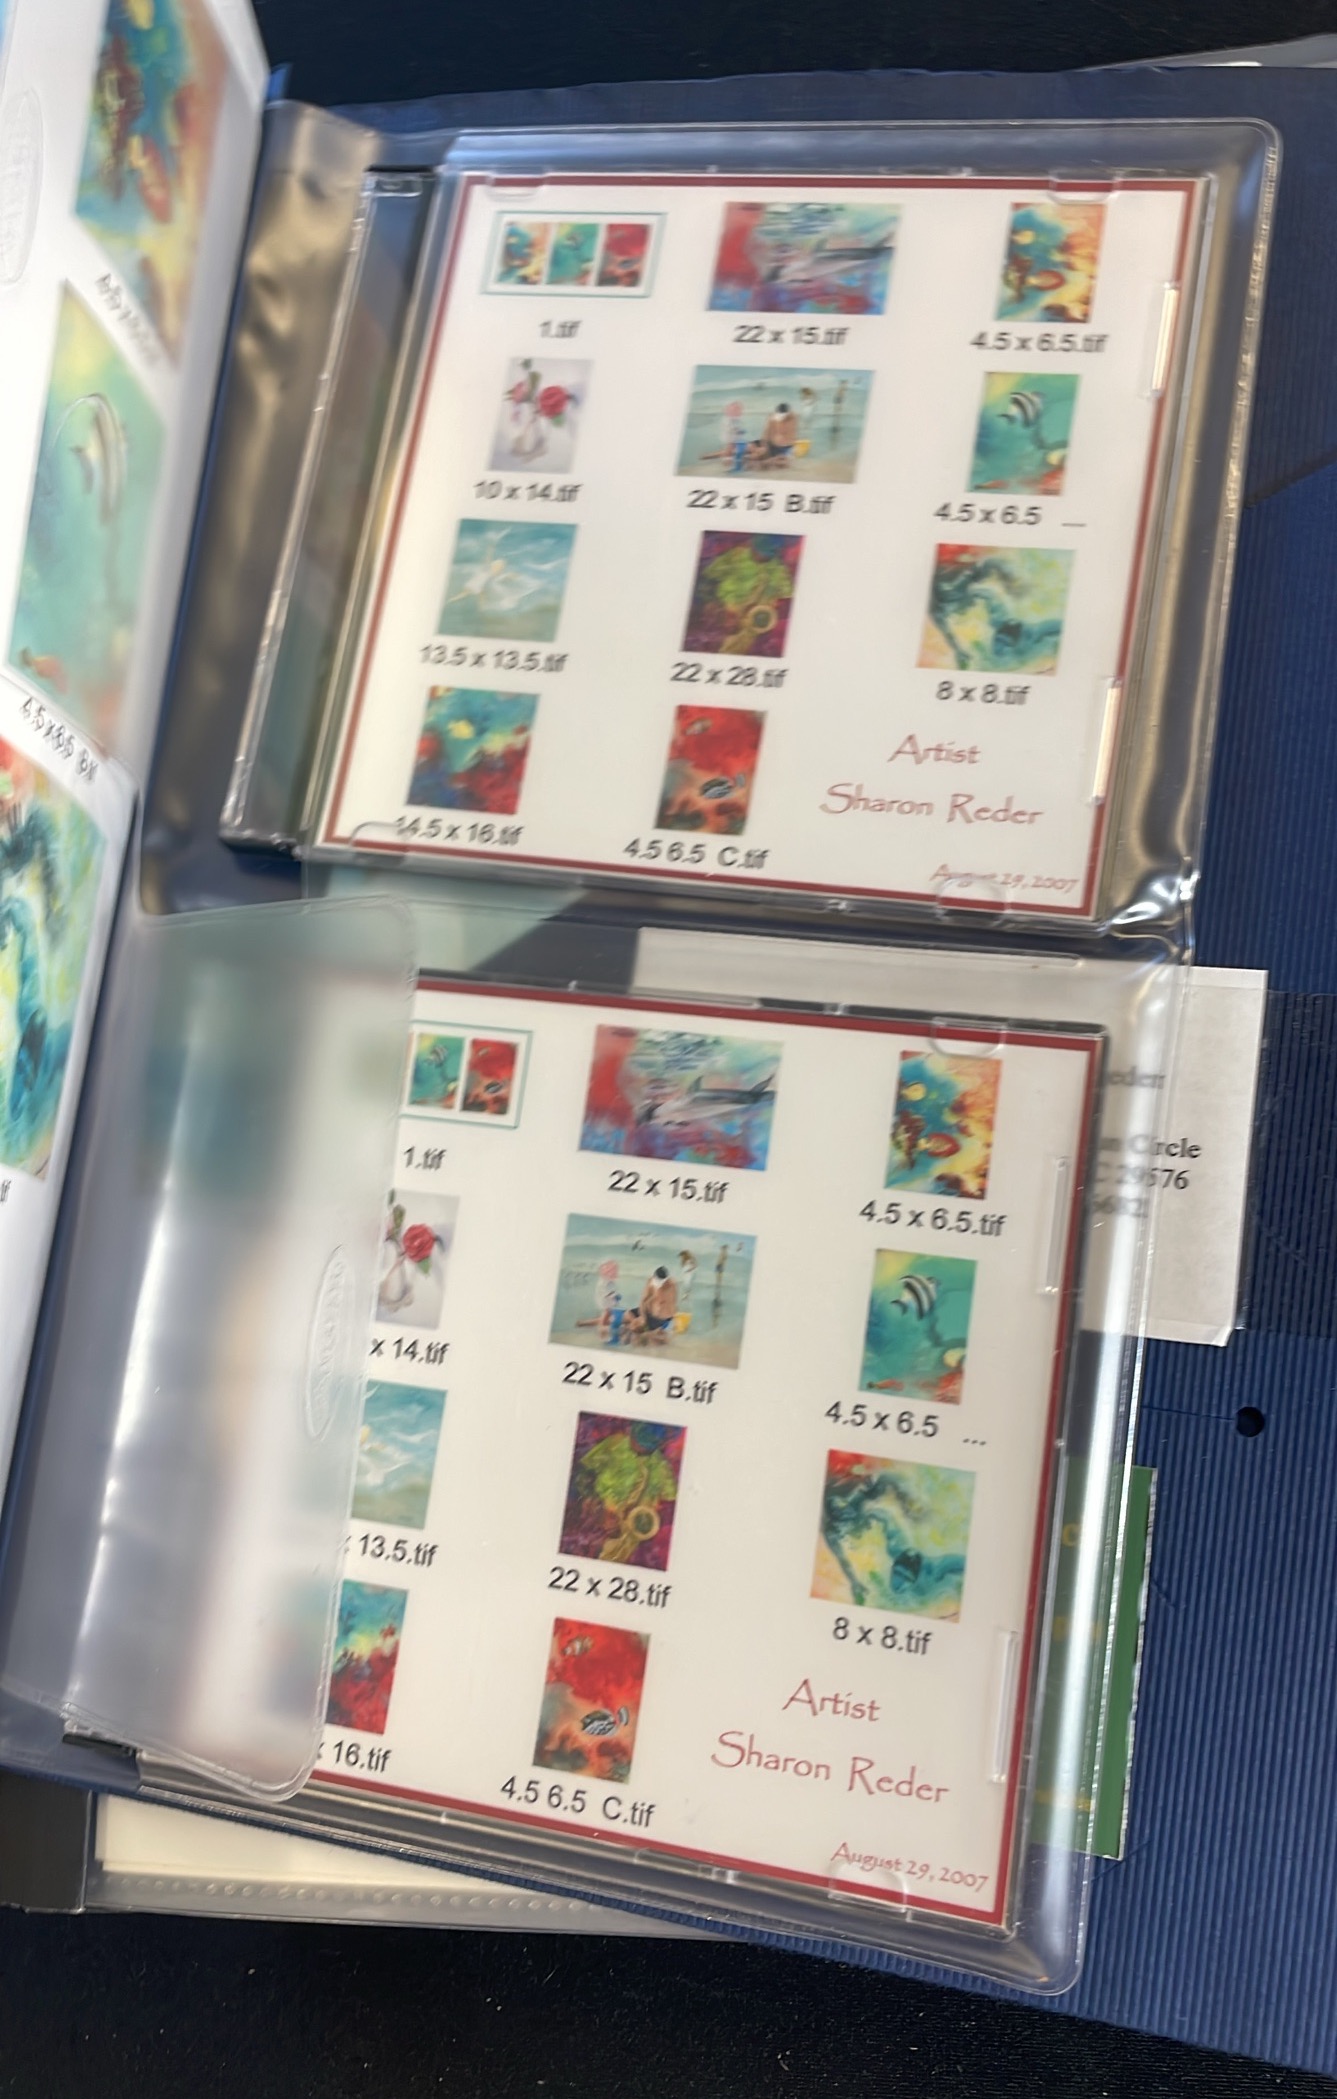 1.tif
22 x 15.tif
4.5 x 6.5.tif
10 x 14.tif
22 x 15 B.tif
4.5 x 6.5 ...
13.5 x 13.5.tif
22 x 28.tif
8 x 8.tif
14.5 x 16.tif
4.5 6.5 C.tif
Artist
Sharon Reder
August 29, 2007
1.tif
22 x 15.tif
4.5 x 6.5.tif
x 14.tif
22 x 15 B.tif
4.5 x 6.5 ...
13.5.tif
22 x 28.tif
8 x 8.tif
16.tif
4.5 6.5 C.tif
Artist
Sharon Reder
August 29, 2007
eder
Circle
29576